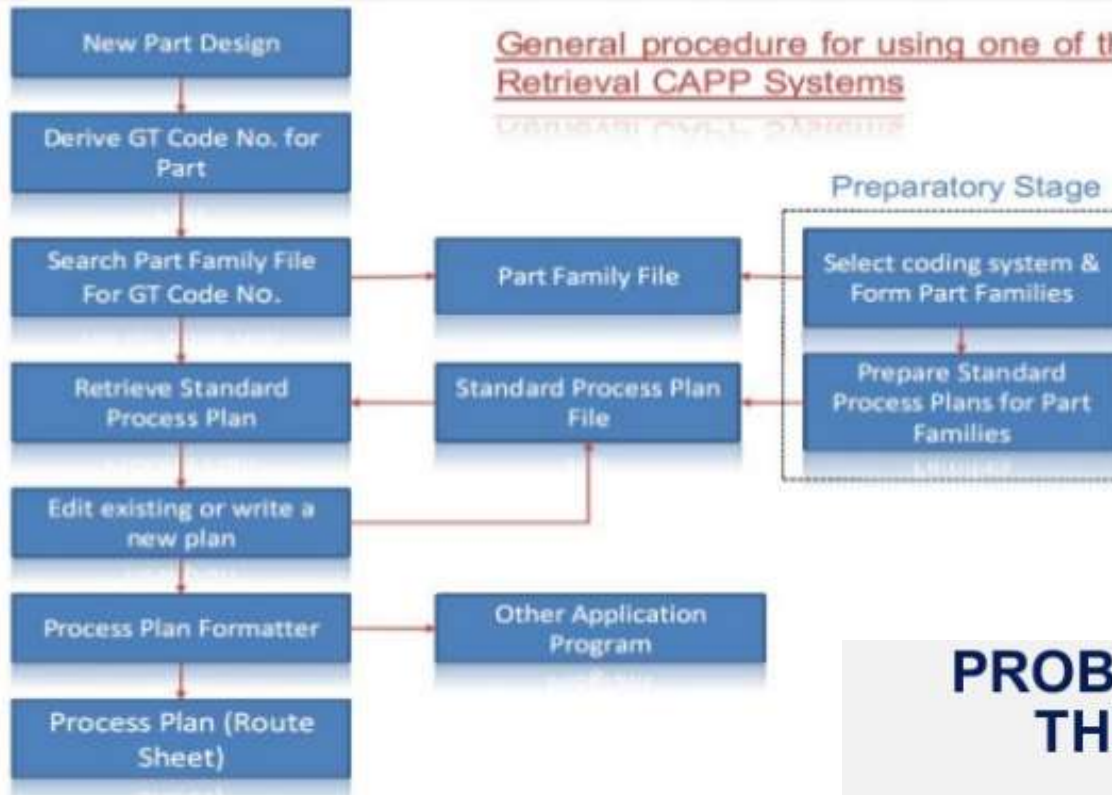 General procedure for using one of
Retrieval CAPP Systems
New Part Design
Derive GT Code No. for
Part
Search Part Family File
For GT Code No.
Retrieve Standard
Process Plan
Edit existing or write a
new plan
Process Plan Formatter
Process Plan (Route
Sheet)
Part Family File
Standard Process Plan
File
Other Application
Program
Preparatory Stage
Select coding system &
Form Part Families
Prepare Standard
Process Plans for Part
Families